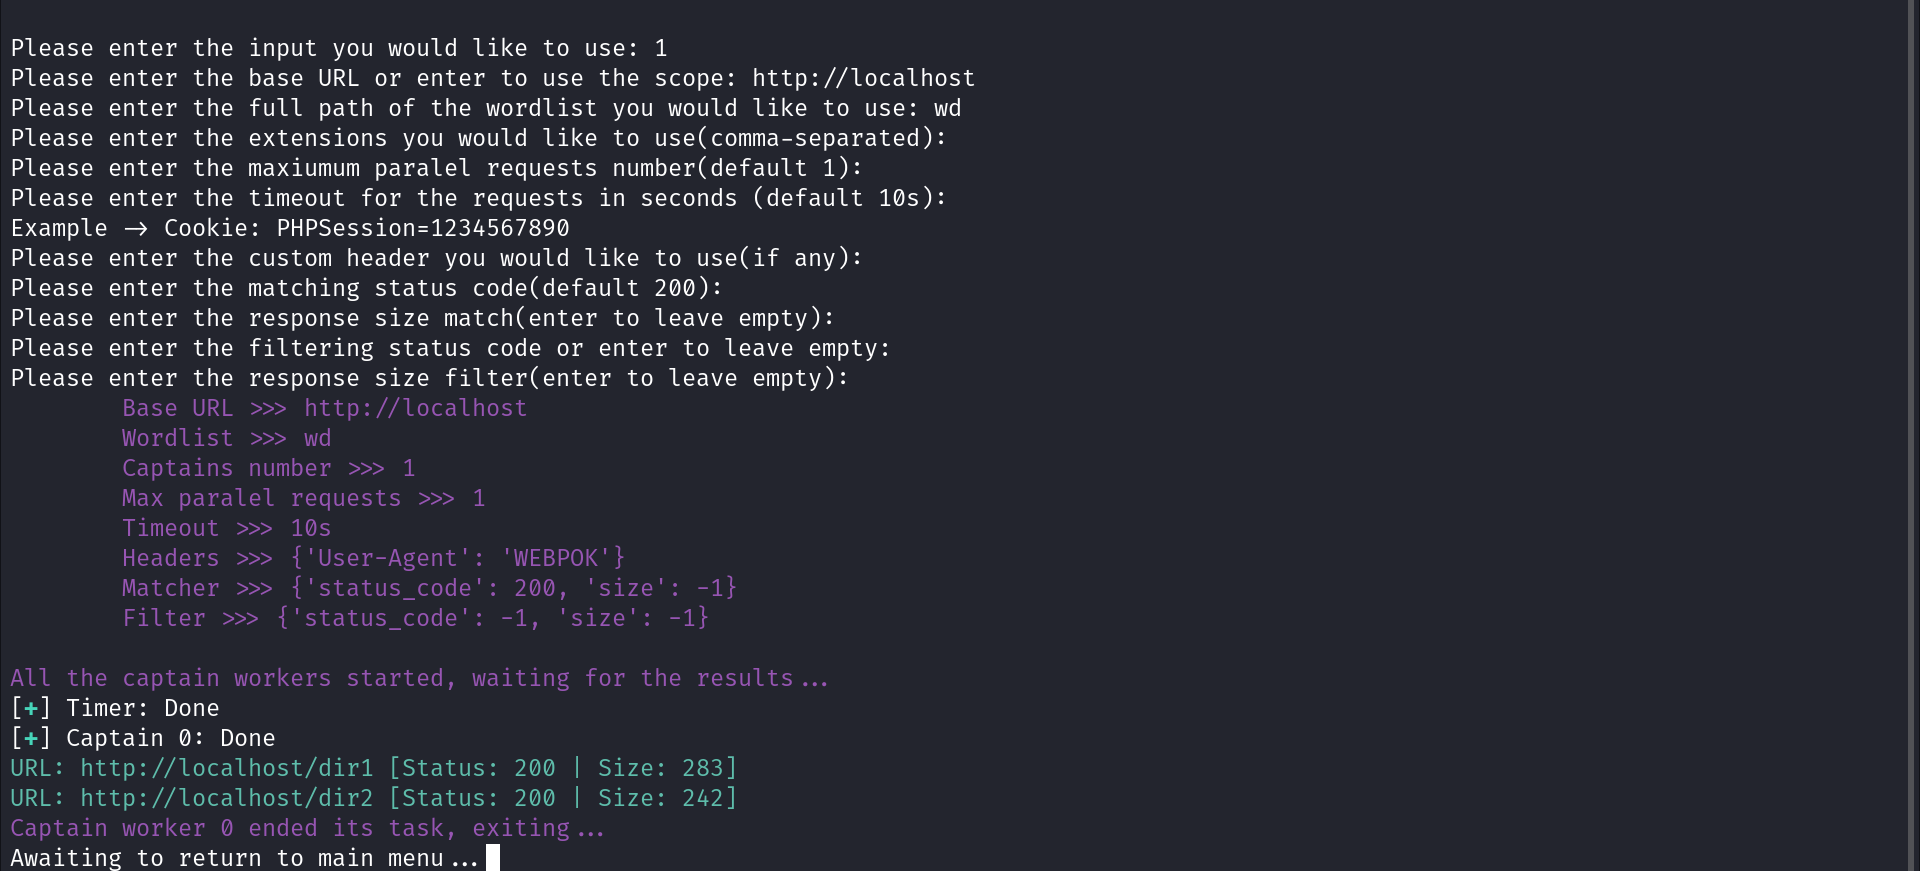 Please enter the input you would like to use: 1
Please enter the base URL or enter to use the scope: http://localhost
Please enter the full path of the wordlist you would like to use: wd
Please enter the extensions you would like to use(comma-separated):
Please enter the maxiumum paralel requests number(default 1):
Please enter the timeout for the requests in seconds (default 10s):
Example -> Cookie: PHPSession=1234567890
Please enter the custom header you would like to use(if any):
Please enter the matching status code(default 200):
Please enter the response size match(enter to leave empty):
Please enter the filtering status code or enter to leave empty:
Please enter the response size filter(enter to leave empty):
Base URL >>> http://localhost
Wordlist >>> wd
Captains number >>> 1
Max paralel requests >>> 1
Timeout >>> 10s
Headers >>> {'User-Agent': 'WEBPOK'}
Matcher >>> {'status_code': 200, 'size': -1}
Filter >>> {'status_code': -1, 'size': -1}
All the captain workers started, waiting for the results...
[+] Timer: Done
[+] Captain 0: Done
URL: http://localhost/dir1 [Status: 200 | Size: 283]
URL: http://localhost/dir2 [Status: 200 | Size: 242]
Captain worker 0 ended its task, exiting...
Awaiting to return to main menu...